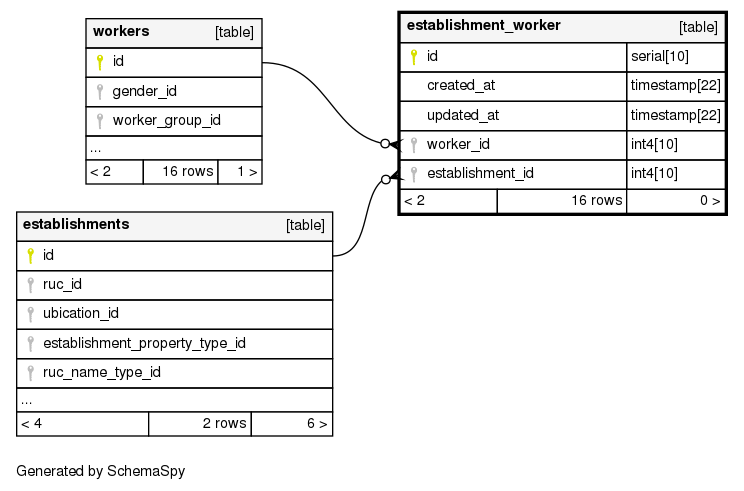 workers [table]
id
gender_id
worker_group_id
...
< 2 16 rows 1 >
establishment_worker [table]
id serial[10]
created_at timestamp[22]
updated_at timestamp[22]
worker_id int4[10]
establishment_id int4[10]
< 2 16 rows 0 >
establishments [table]
id
ruc_id
ubication_id
establishment_property_type_id
ruc_name_type_id
...
< 4 2 rows 6 >
Generated by SchemaSpy